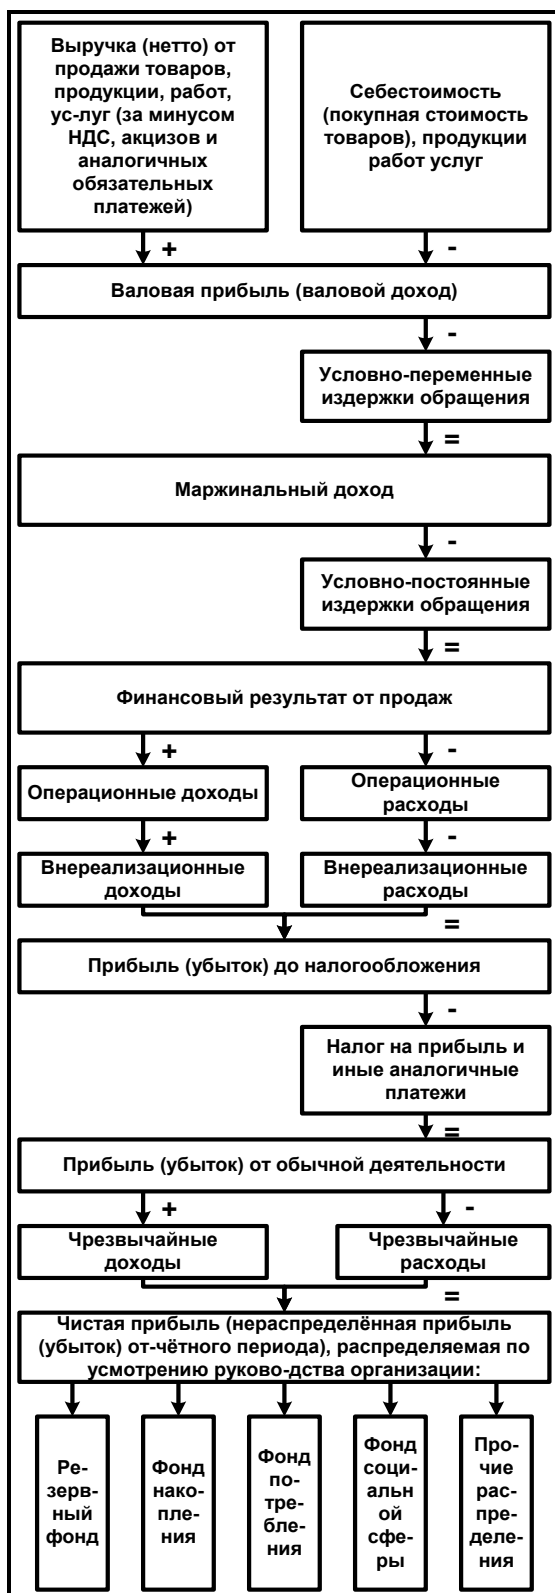 Выручка (нетто) от
продажи товаров,
продукции, работ,
ус-луг (за минусом
НДС, акцизов и
аналогичных
обязательных
платежей)
Себестоимость
(покупная стоимость
товаров), продукции
работ услуг
+
-
Валовая прибыль (валовой доход)
-
Условно-переменные
издержки обращения
=
Маржинальный доход
-
Условно-постоянные
издержки обращения
=
Финансовый результат от продаж
+
-
Операционные доходы
Операционные
расходы
+
-
Внереализационные
доходы
Внереализационные
расходы
=
Прибыль (убыток) до налогообложения
-
Налог на прибыль и
иные аналогичные
платежи
=
Прибыль (убыток) от обычной деятельности
+
-
Чрезвычайные
доходы
Чрезвычайные
расходы
=
Чистая прибыль (нераспределённая прибыль
(убыток) от-чётного периода), распределяемая по
усмотрению руково-дства организации:
Ре-
зерв-
ный
фонд
Фонд
нако-
пле-
ния
Фонд
по-
тре-
бле-
ния
Фонд
соци-
альн
ой
сфе-
ры
Про-
чие
рас-
пре-
деле-
ния